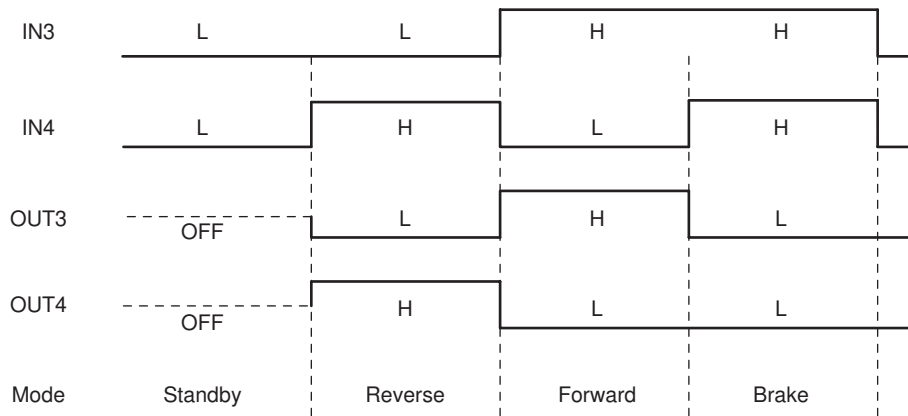 IN3 L L H H
IN4 L H L H
OUT3 OFF L H L
OUT4 OFF H L L
Mode Standby Reverse Forward Brake